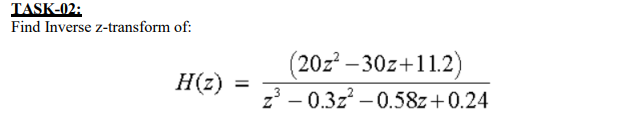 TASK-02:
Find Inverse z-transform of:
H(z) = (20z² – 30z+11.2) / z³ – 0.3z² – 0.58z+0.24